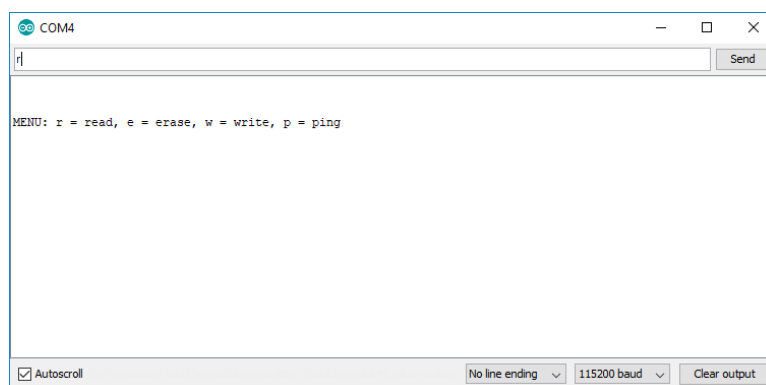 COM4
r
Send
MENU: r = read, e = erase, w = write, p = ping
Autoscroll
No line ending
115200 baud
Clear output